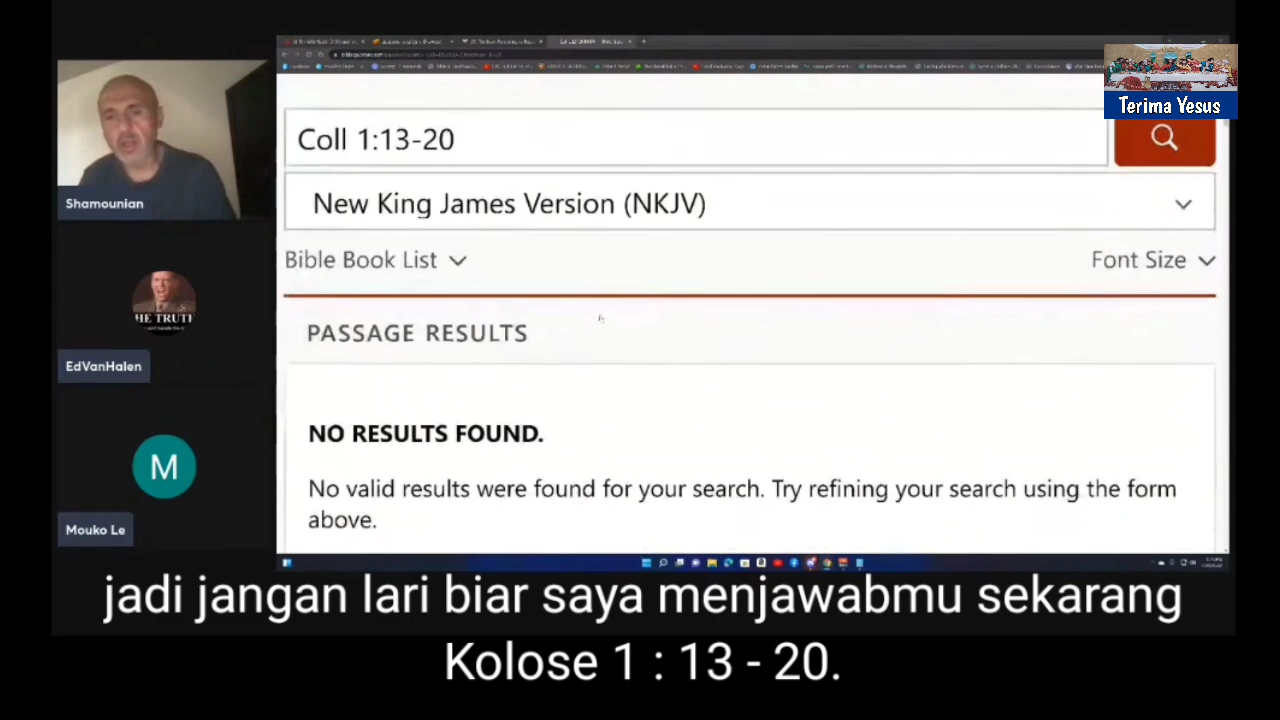 Terima Yesus
Coll 1:13-20
New King James Version (NKJV)
Bible Book List
Font Size
PASSAGE RESULTS
NO RESULTS FOUND.
No valid results were found for your search. Try refining your search using the form
above.
Shamounian
HE TRUTH
EdVanHalen
M
Mouko Le
jadi jangan lari biar saya menjawabmu sekarang
Kolose 1 : 13 - 20.